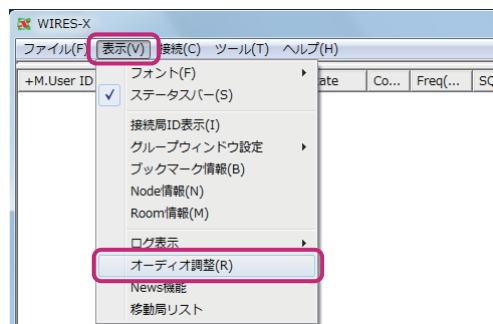 WIRES-X
ファイル(F) 表示(V) 接続(C) ツール(T) ヘルプ(H)
+M.User ID ate Co... Freq(... SQ
フォント(F)
ステータスバー(S)
接続局ID表示(I)
グループウィンドウ設定
ブックマーク情報(B)
Node情報(N)
Room情報(M)
ログ表示
オーディオ調整(R)
News機能
移動局リスト